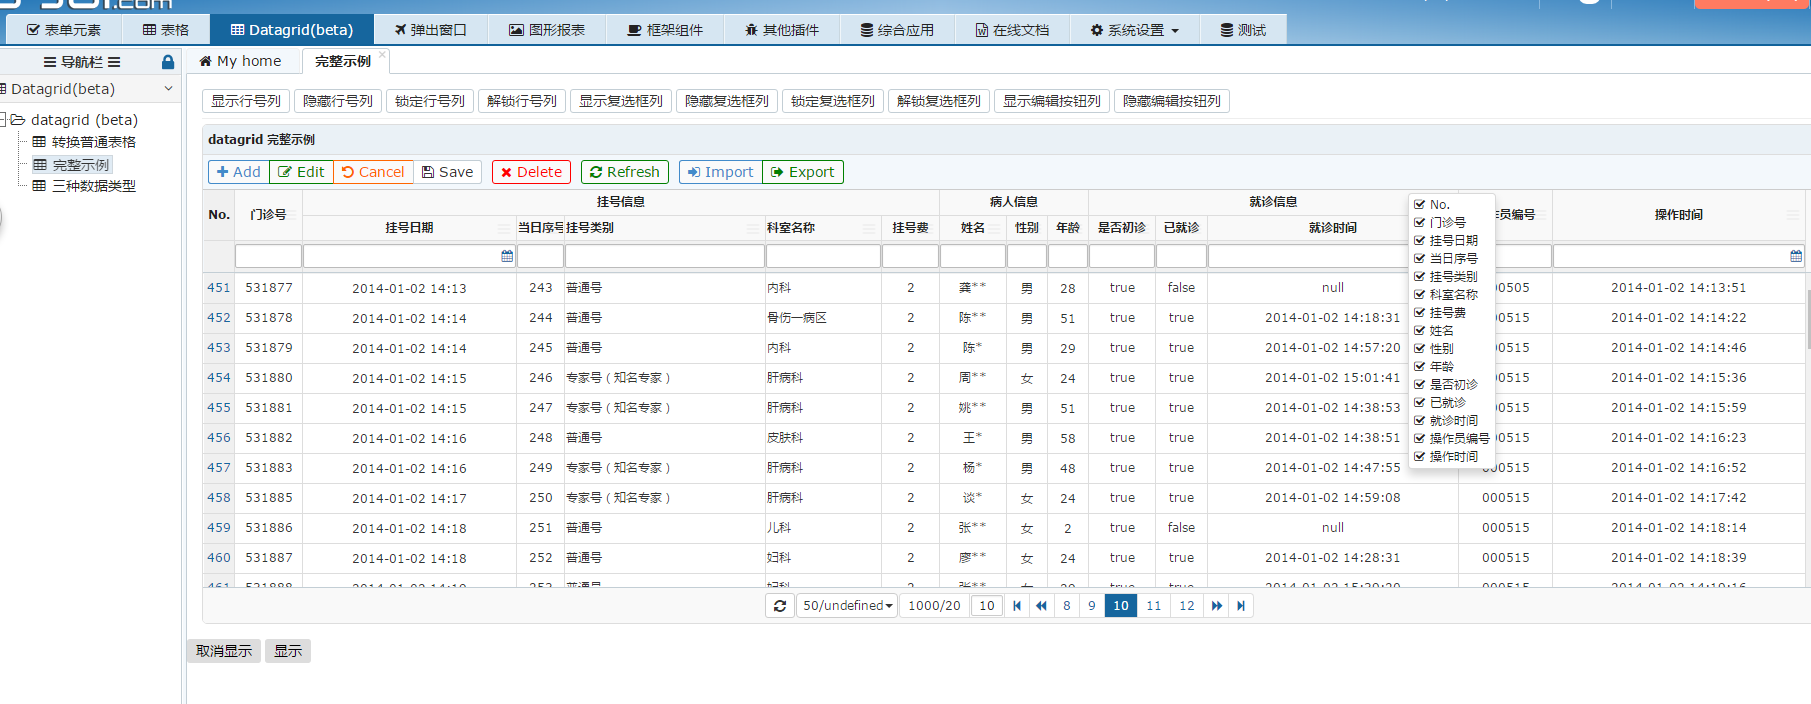 表单元素 表格 Datagrid(beta) 弹出窗口 图形报表 框架组件 其他插件 综合应用 在线文档 系统设置 测试
导航栏
My home 完整示例
Datagrid(beta)
datagrid (beta)
转换普通表格
完整示例
三种数据类型
显示行号列 隐藏行号列 锁定行号列 解锁行号列 显示复选框列 隐藏复选框列 锁定复选框列 解锁复选框列 显示编辑按钮列 隐藏编辑按钮列
datagrid 完整示例
Add Edit Cancel Save Delete Refresh Import Export
No. 门诊号 挂号信息 病人信息 就诊信息 员编号 操作时间
挂号日期 当日序号 挂号类别 科室名称 挂号费 姓名 性别 年龄 是否初诊 已就诊 就诊时间
451 531877 2014-01-02 14:13 243 普通号 内科 2 龚** 男 28 true false null 00505 2014-01-02 14:13:51
452 531878 2014-01-02 14:14 244 普通号 骨伤一病区 2 陈** 男 51 true true 2014-01-02 14:18:31 00515 2014-01-02 14:14:22
453 531879 2014-01-02 14:14 245 普通号 内科 2 陈* 男 29 true true 2014-01-02 14:57:20 00515 2014-01-02 14:14:46
454 531880 2014-01-02 14:15 246 专家号（知名专家） 肝病科 2 周** 女 24 true true 2014-01-02 15:01:41 00515 2014-01-02 14:15:36
455 531881 2014-01-02 14:15 247 专家号（知名专家） 肝病科 2 姚** 男 51 true true 2014-01-02 14:38:53 00515 2014-01-02 14:15:59
456 531882 2014-01-02 14:16 248 普通号 皮肤科 2 王* 男 58 true true 2014-01-02 14:38:51 00515 2014-01-02 14:16:23
457 531883 2014-01-02 14:16 249 专家号（知名专家） 肝病科 2 杨* 男 48 true true 2014-01-02 14:47:55 00515 2014-01-02 14:16:52
458 531885 2014-01-02 14:17 250 专家号（知名专家） 肝病科 2 谈* 女 24 true true 2014-01-02 14:59:08 000515 2014-01-02 14:17:42
459 531886 2014-01-02 14:18 251 普通号 儿科 2 张** 女 2 true false null 000515 2014-01-02 14:18:14
460 531887 2014-01-02 14:18 252 普通号 妇科 2 廖** 女 24 true true 2014-01-02 14:28:31 000515 2014-01-02 14:18:39
No.
门诊号
挂号日期
当日序号
挂号类别
科室名称
挂号费
姓名
性别
年龄
是否初诊
已就诊
就诊时间
操作员编号
操作时间
50/undefined 1000/20 10 8 9 10 11 12
取消显示 显示